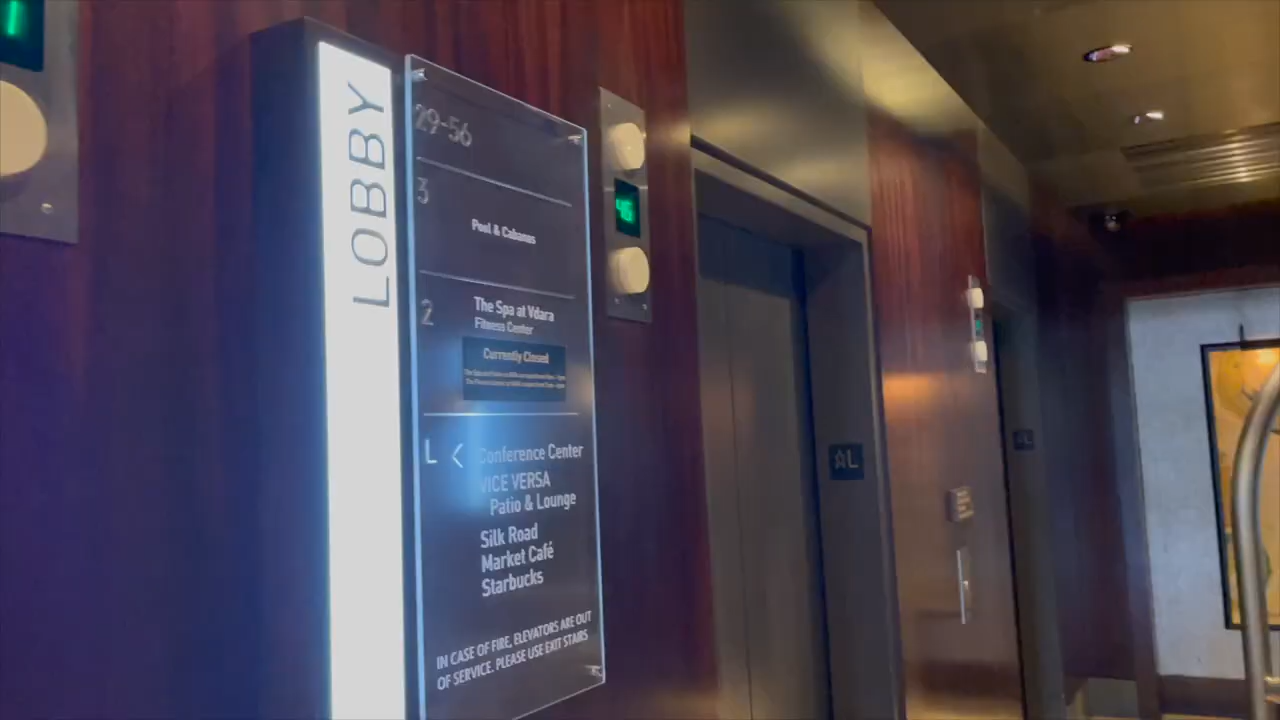 LOBBY
29-56
3
Pool & Cabanas
2
The Spa at Vdara
Fitness Center
Currently Closed
L < Conference Center
VICE VERSA
Patio & Lounge
Silk Road
Market Café
Starbucks
IN CASE OF FIRE, ELEVATORS ARE OUT
OF SERVICE. PLEASE USE EXIT STAIRS
☆L
L